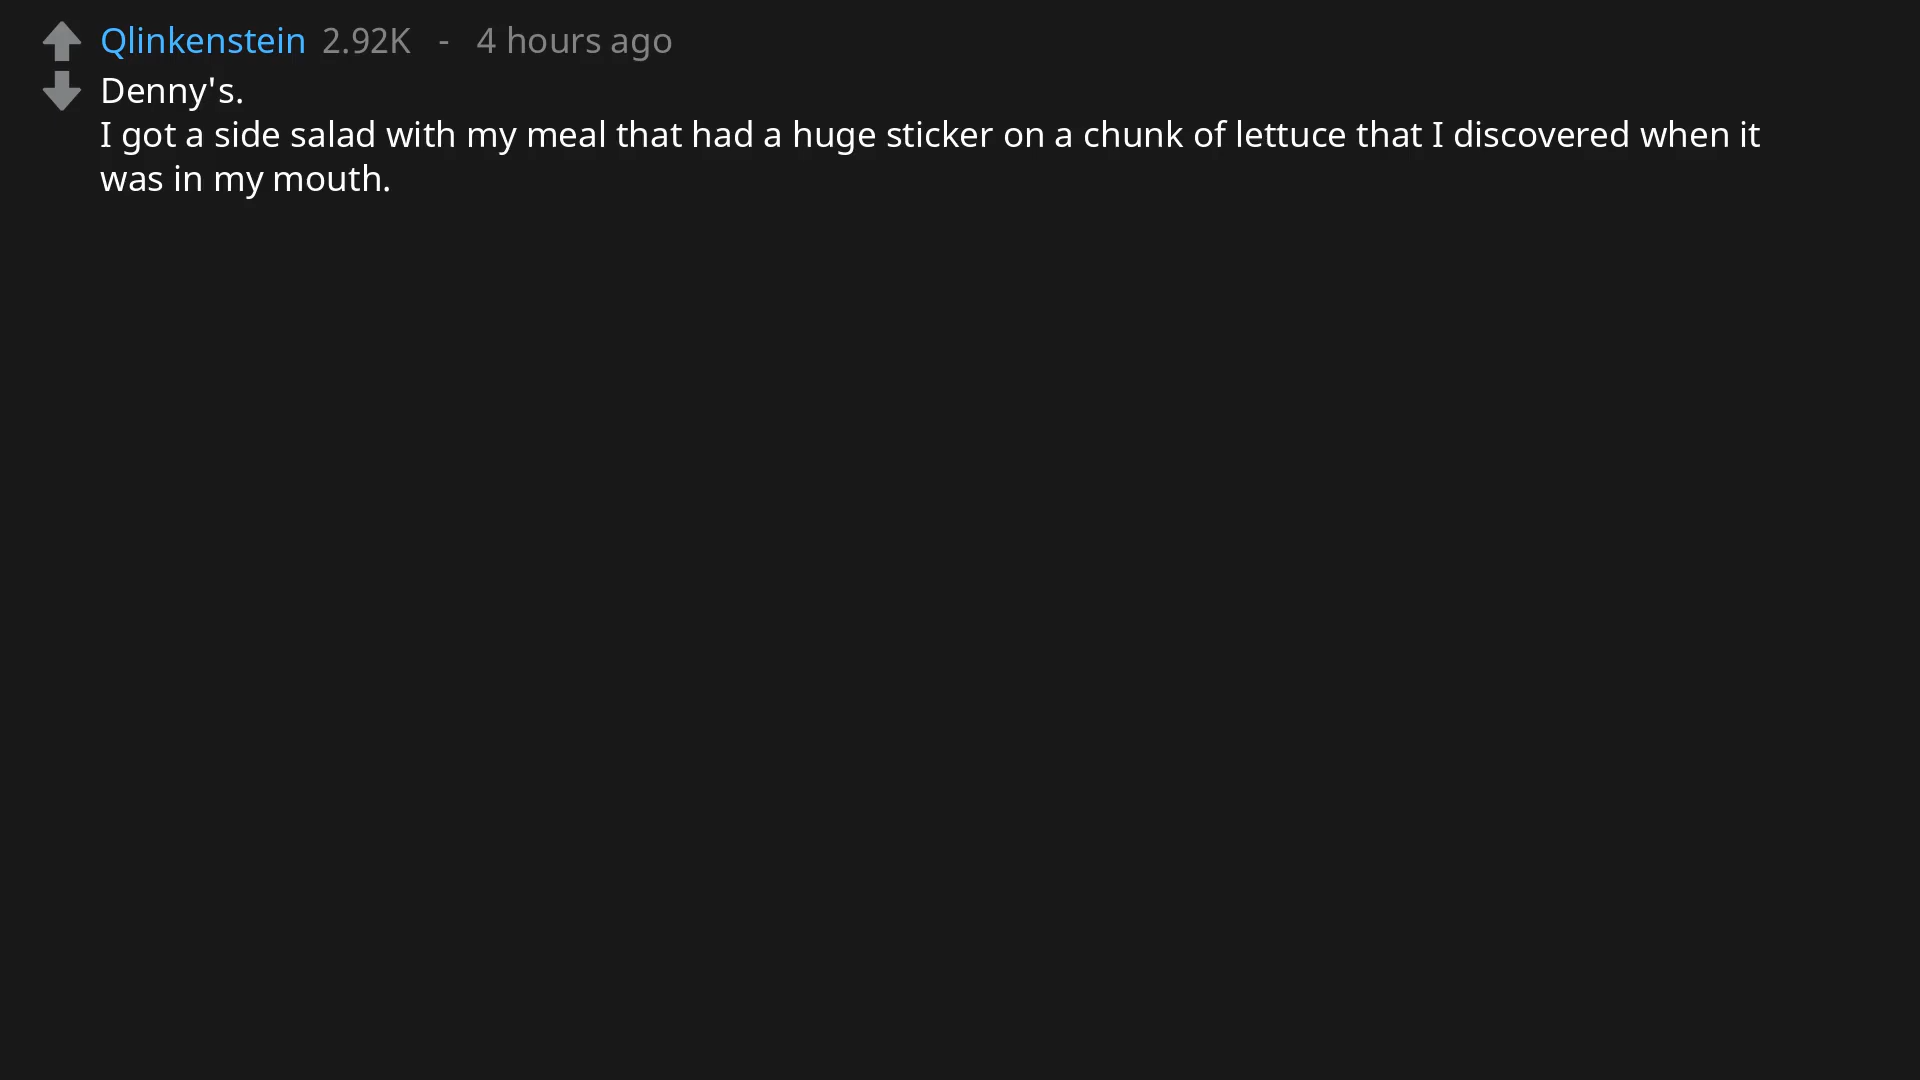 Qlinkenstein 2.92K - 4 hours ago
Denny's.
I got a side salad with my meal that had a huge sticker on a chunk of lettuce that I discovered when it
was in my mouth.